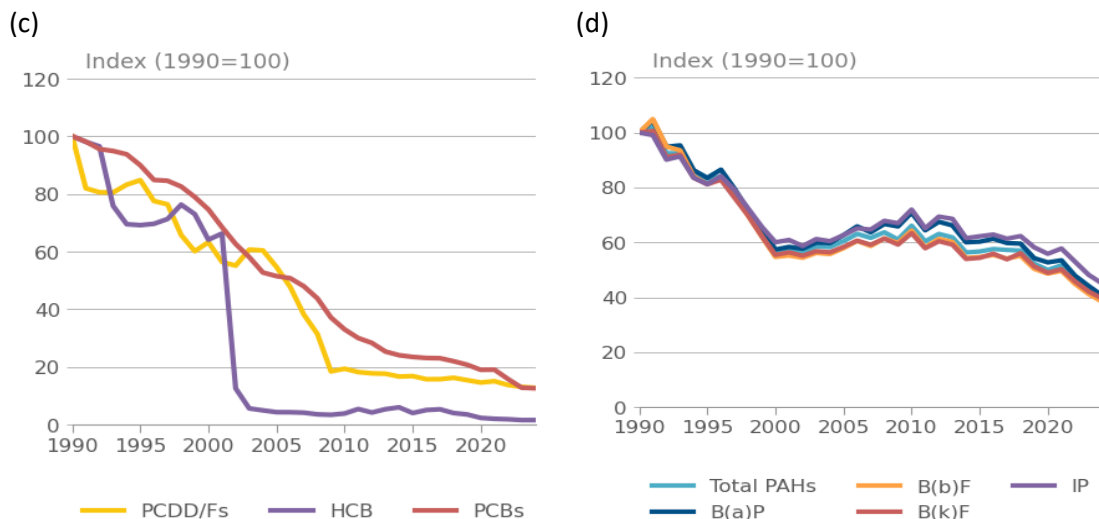 (c)
Index (1990=100)
120
100
80
60
40
20
0
1990 1995 2000 2005 2010 2015 2020
PCDD/Fs HCB PCBs
(d)
Index (1990=100)
120
100
80
60
40
20
0
1990 1995 2000 2005 2010 2015 2020
Total PAHs B(b)F IP
B(a)P B(k)F